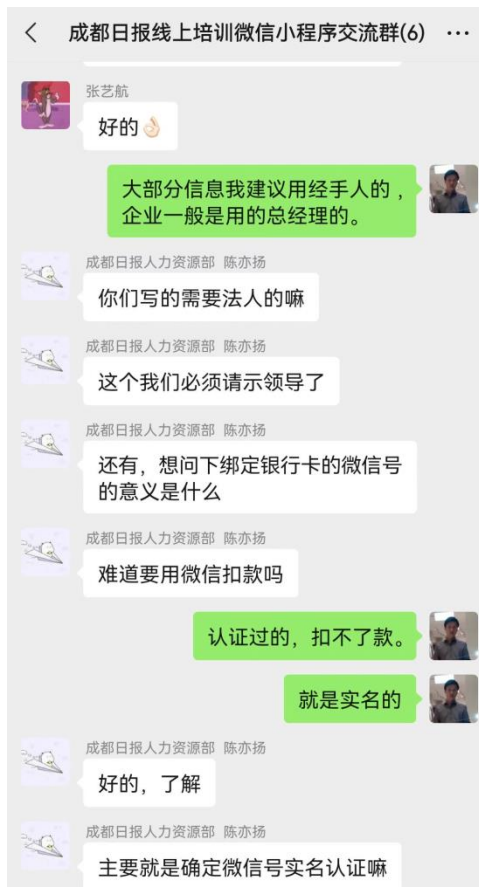 成都日报线上培训微信小程序交流群(6)
张艺航
好的👌🏻
大部分信息我建议用经手人的，
企业一般是用的总经理的。
成都日报人力资源部 陈亦扬
你们写的需要法人的嘛
成都日报人力资源部 陈亦扬
这个我们必须请示领导了
成都日报人力资源部 陈亦扬
还有，想问下绑定银行卡的微信号
的意义是什么
成都日报人力资源部 陈亦扬
难道要用微信扣款吗
认证过的，扣不了款。
就是实名的
成都日报人力资源部 陈亦扬
好的，了解
成都日报人力资源部 陈亦扬
主要就是确定微信号实名认证嘛